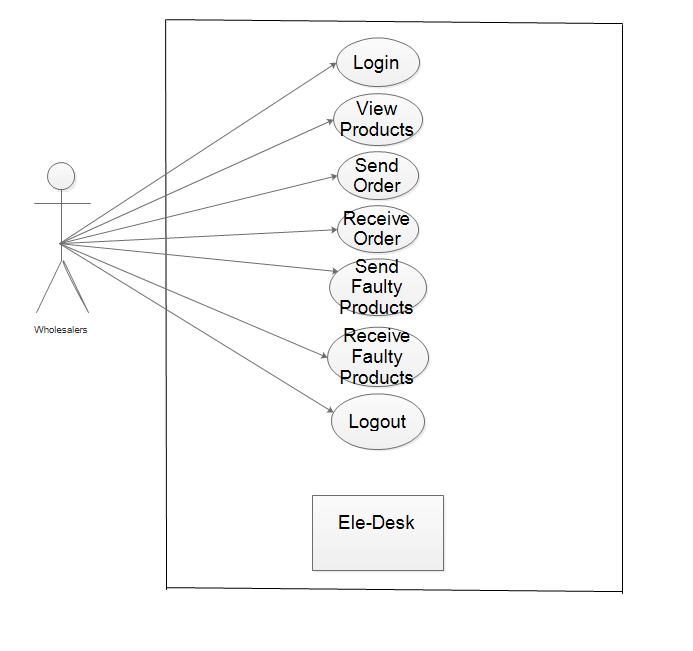 Login
View
Products
Send
Order
Receive
Order
Send
Faulty
Products
Receive
Faulty
Products
Logout
Wholesalers
Ele-Desk